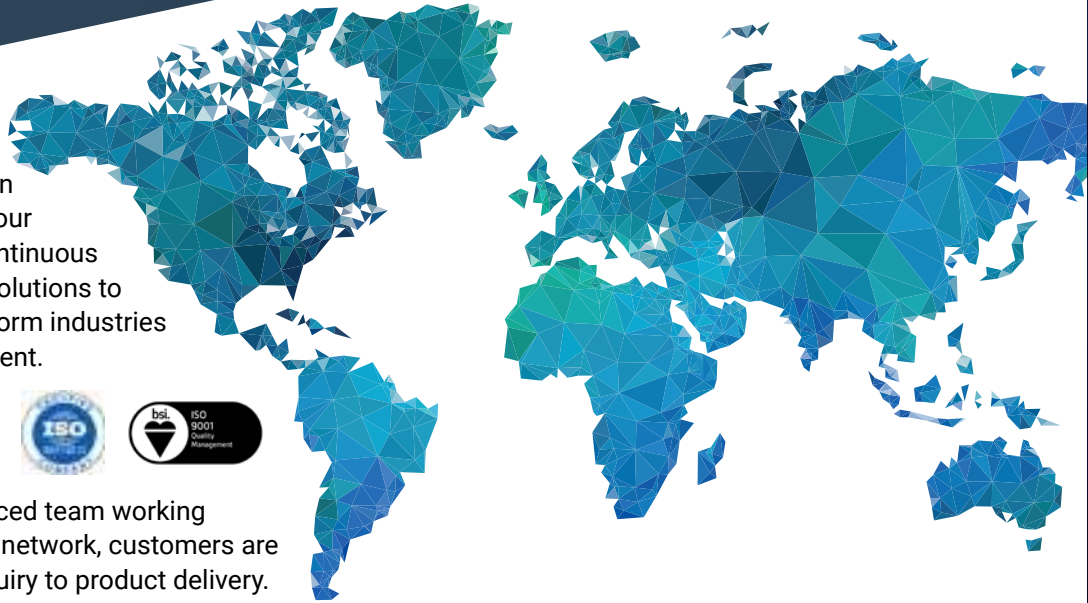 n
our
ntinuous
olutions to
orm industries
ent.
ISO
bsi.
ISO
9001
Quality
Management
ced team working
network, customers are
uiry to product delivery.